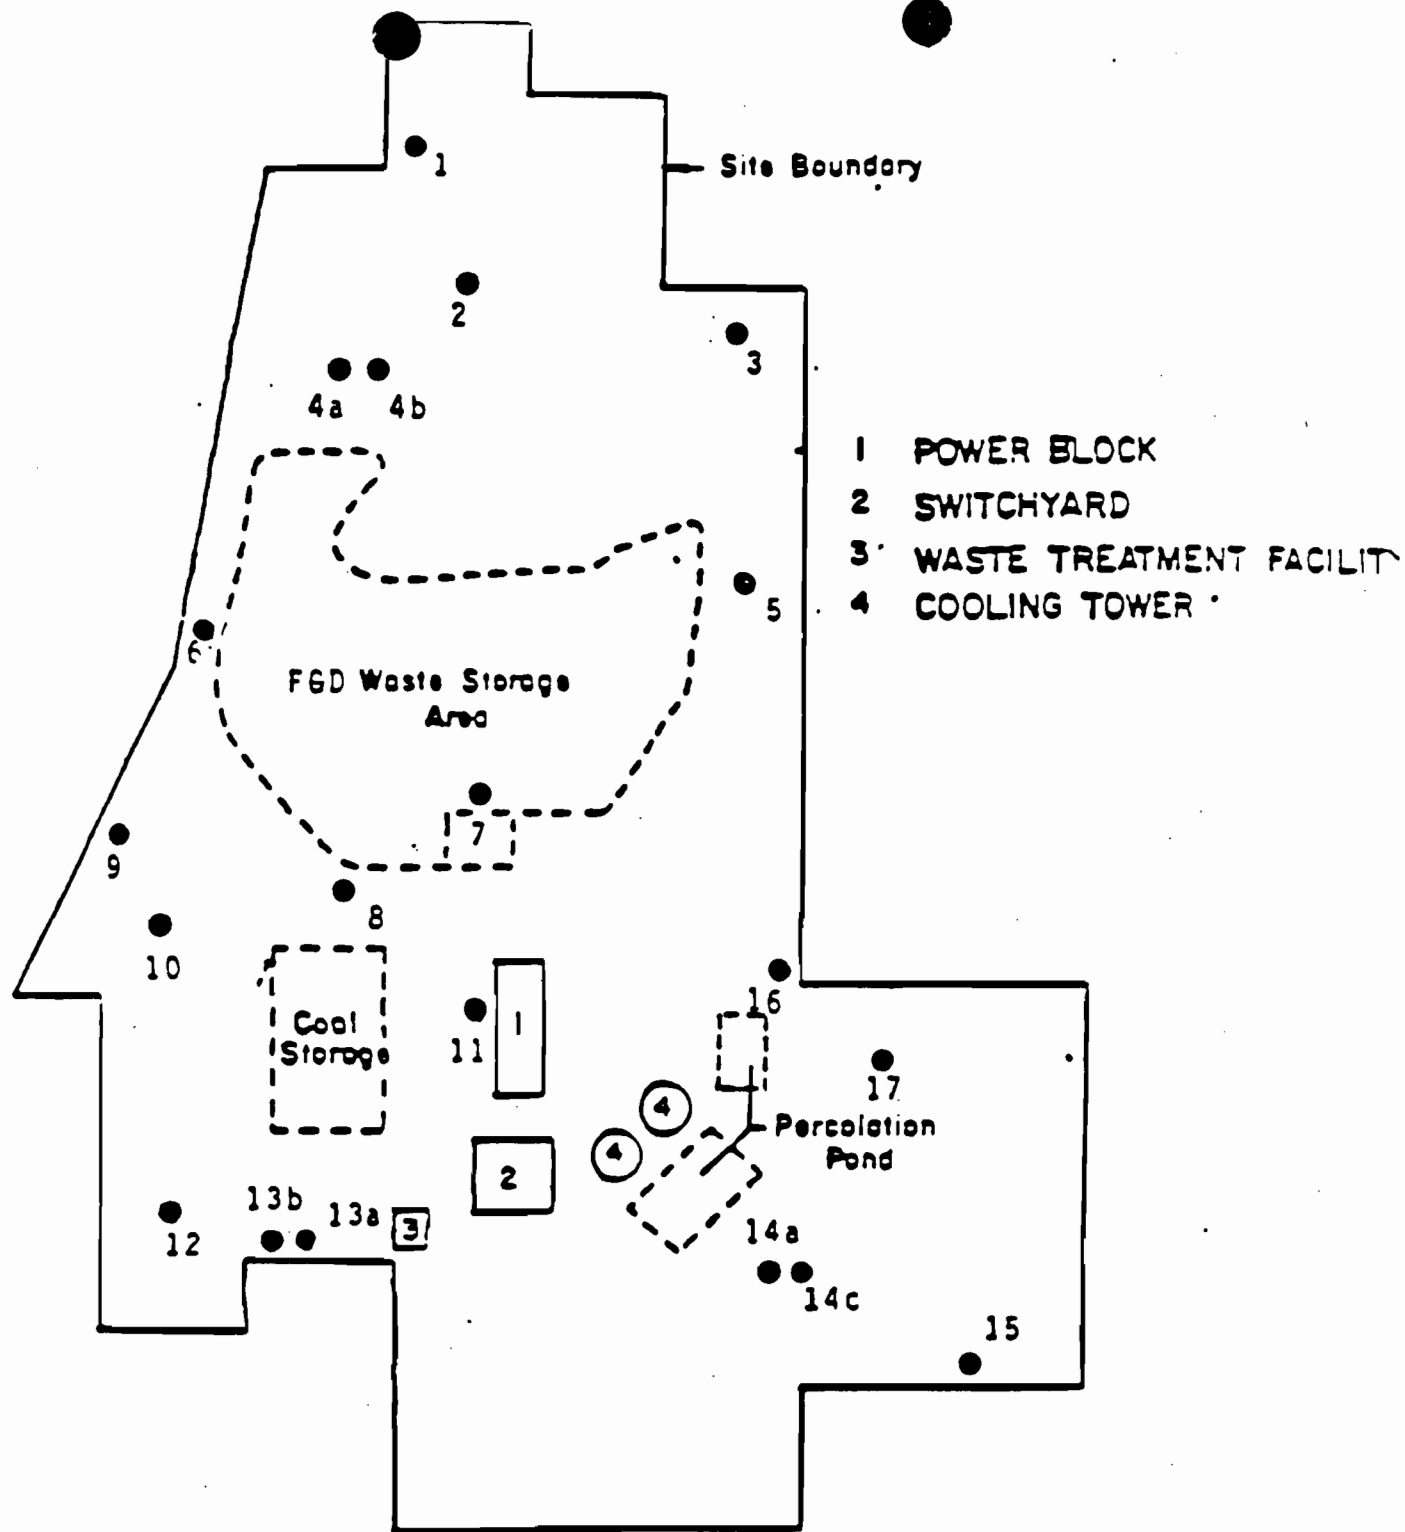 1
Site Boundary
2
3
4a 4b
1 POWER BLOCK
2 SWITCHYARD
3 WASTE TREATMENT FACILIT
4 COOLING TOWER
5
6
FGD Waste Storage
Area
7
9
8
10
16
Coal
Storage
11
1
17
4
4
Percolation
Pond
2
13b
13a
3
12
14a
14c
15